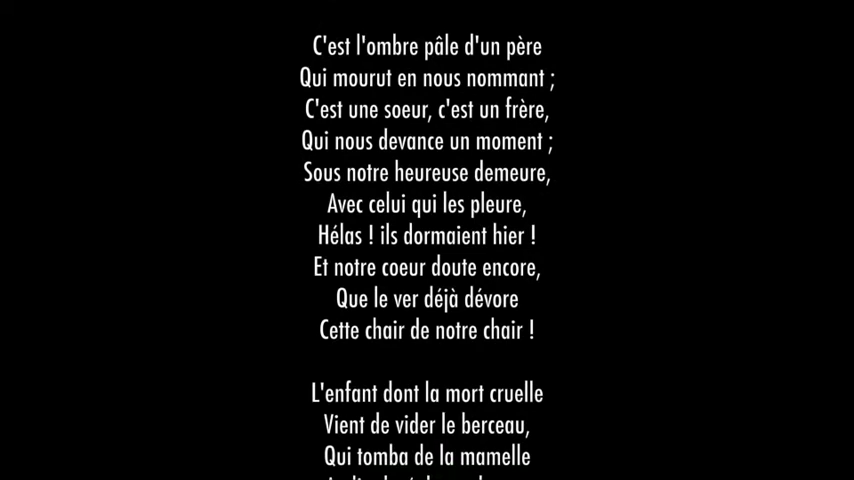 C'est l'ombre pâle d'un père
Qui mourut en nous nommant ;
C'est une soeur, c'est un frère,
Qui nous devance un moment ;
Sous notre heureuse demeure,
Avec celui qui les pleure,
Hélas ! ils dormaient hier !
Et notre coeur doute encore,
Que le ver déjà dévore
Cette chair de notre chair !
L'enfant dont la mort cruelle
Vient de vider le berceau,
Qui tomba de la mamelle